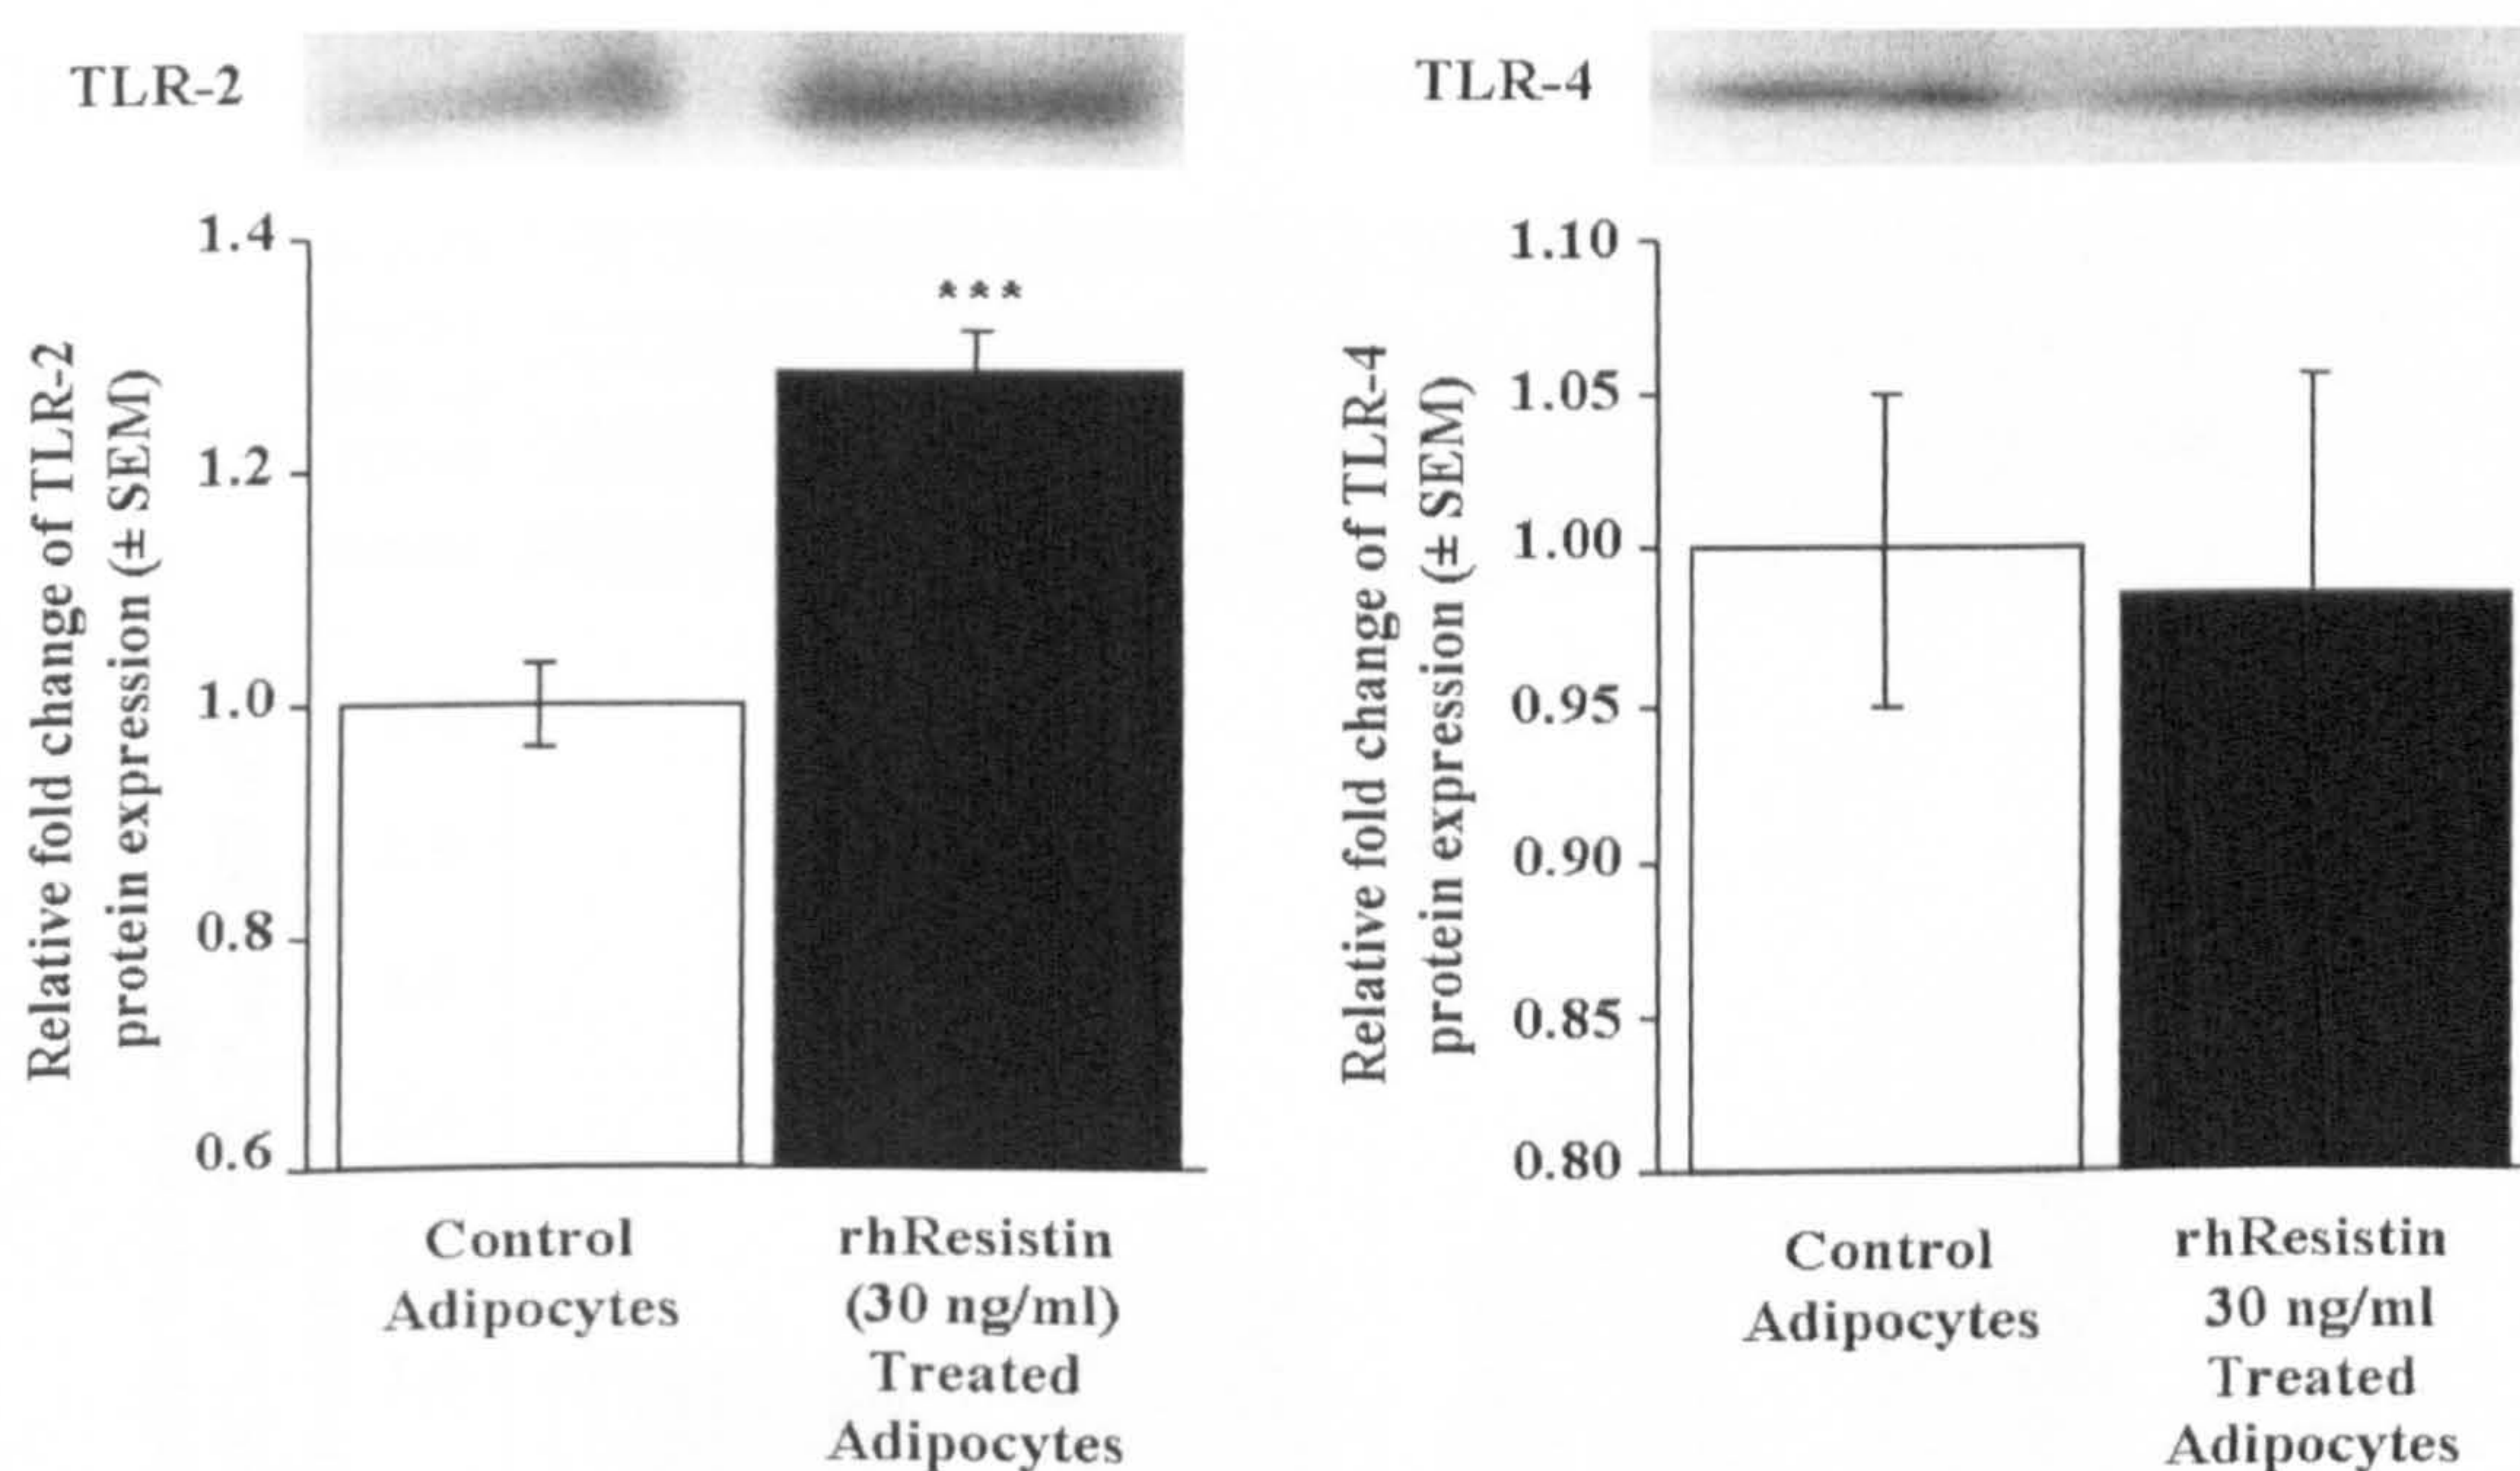 TLR-2
1.4
1.2
1.0
0.8
0.6
Relative fold change of TLR-2
protein expression (± SEM)
***
Control
Adipocytes
rhResistin
(30 ng/ml)
Treated
Adipocytes
TLR-4
1.10
1.05
1.00
0.95
0.90
0.85
0.80
Relative fold change of TLR-4
protein expression (± SEM)
Control
Adipocytes
rhResistin
30 ng/ml
Treated
Adipocytes